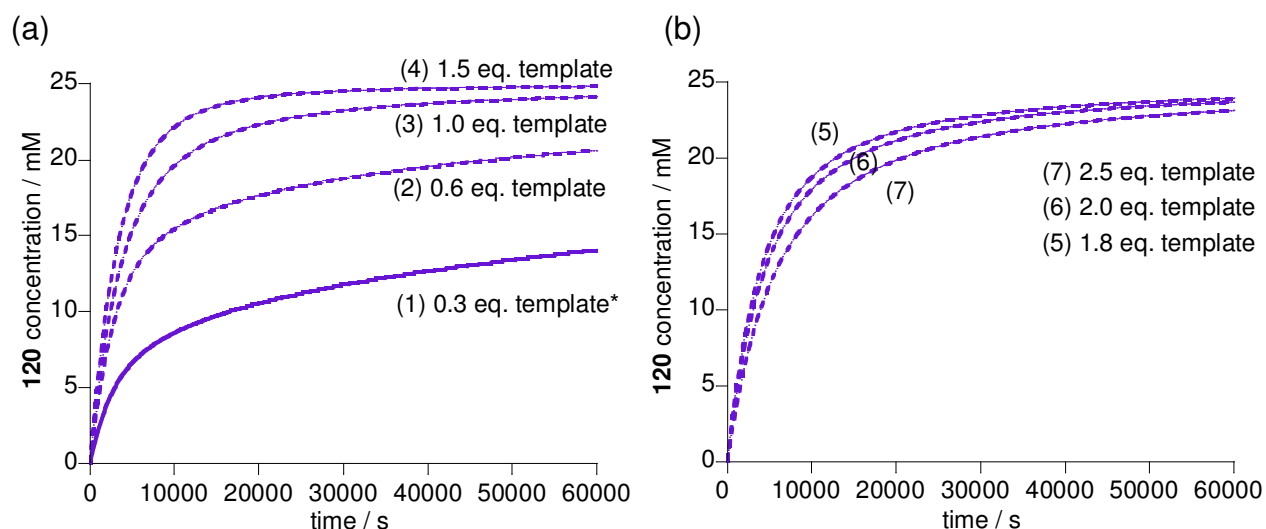 (a)
120 concentration / mM
25
20
15
10
5
0
(4) 1.5 eq. template
(3) 1.0 eq. template
(2) 0.6 eq. template
(1) 0.3 eq. template*
0 10000 20000 30000 40000 50000 60000
time / s
(b)
120 concentration / mM
25
20
15
10
5
0
(5)
(6)
(7)
(7) 2.5 eq. template
(6) 2.0 eq. template
(5) 1.8 eq. template
0 10000 20000 30000 40000 50000 60000
time / s